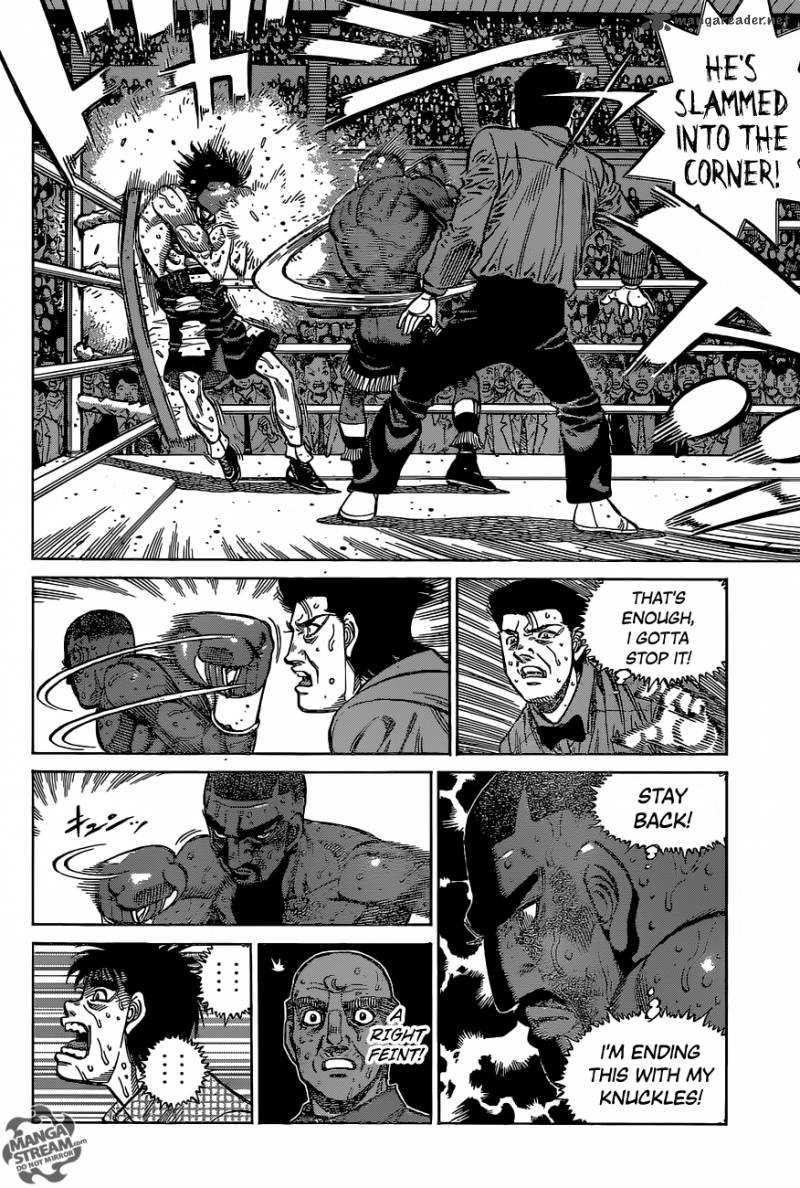 mangareader.net
HE'S
SLAMMED
INTO THE
CORNER!
THAT'S
ENOUGH,
I GOTTA
STOP IT!
STAY
BACK!
I'M ENDING
THIS WITH MY
KNUCKLES!
A
RIGHT
FEINT!
MANGA
STREAM.com
DO NOT MIRROR